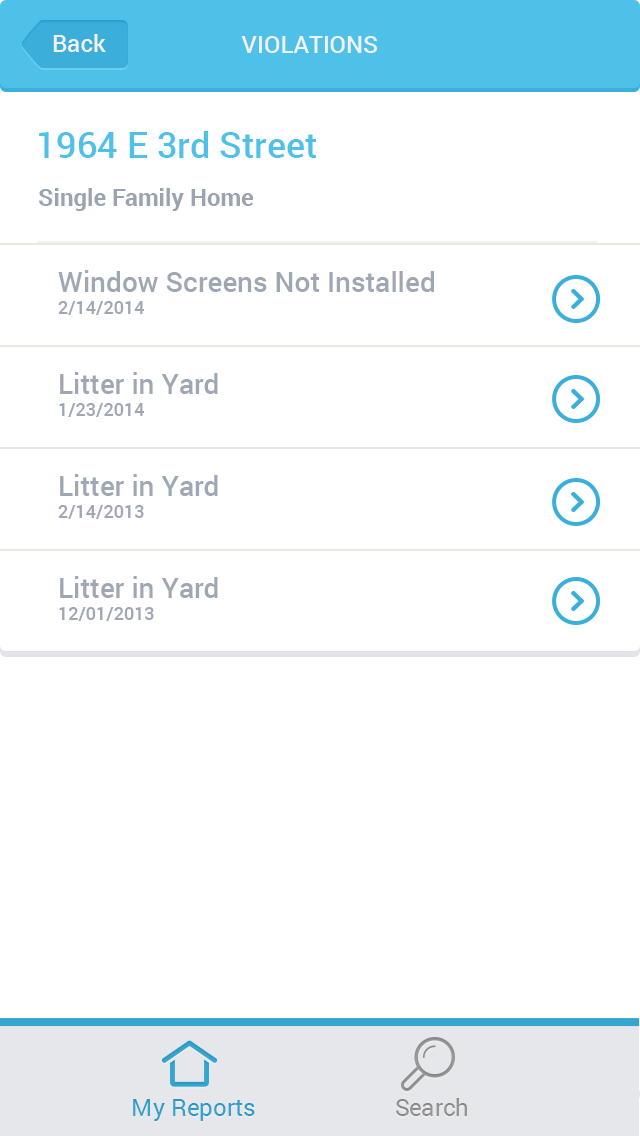 Back
VIOLATIONS
1964 E 3rd Street
Single Family Home
Window Screens Not Installed
2/14/2014
Litter in Yard
1/23/2014
Litter in Yard
2/14/2013
Litter in Yard
12/01/2013
My Reports
Search